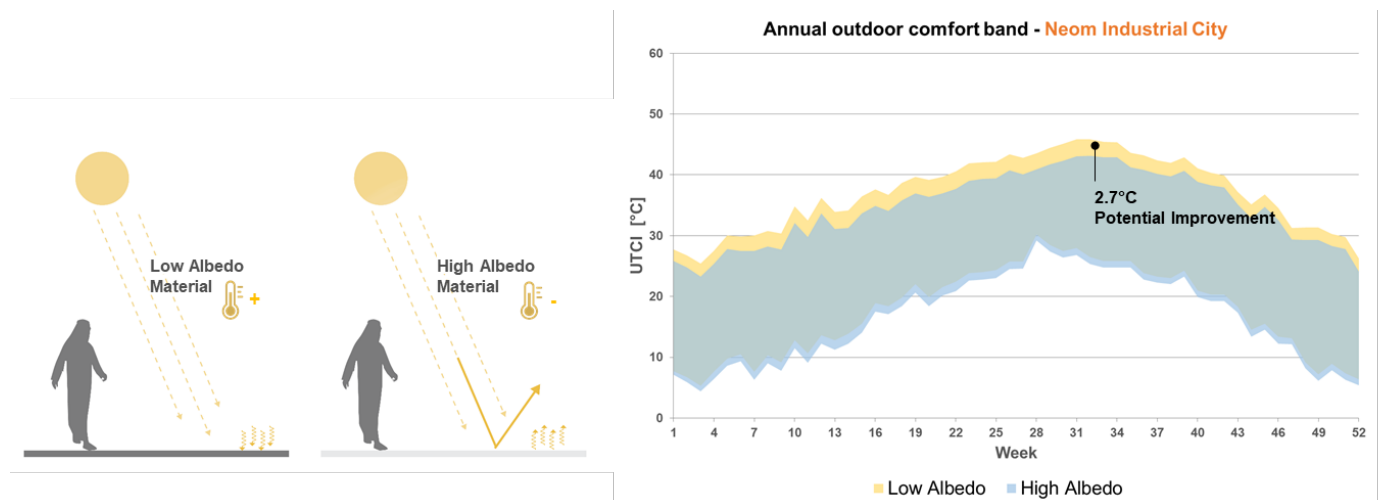 Low Albedo
Material
+
High Albedo
Material
-
Annual outdoor comfort band - Neom Industrial City
UTCI [°C]
60
50
40
30
20
10
0
2.7°C
Potential Improvement
1 4 7 10 13 16 19 22 25 28 31 34 37 40 43 46 49 52
Week
Low Albedo High Albedo